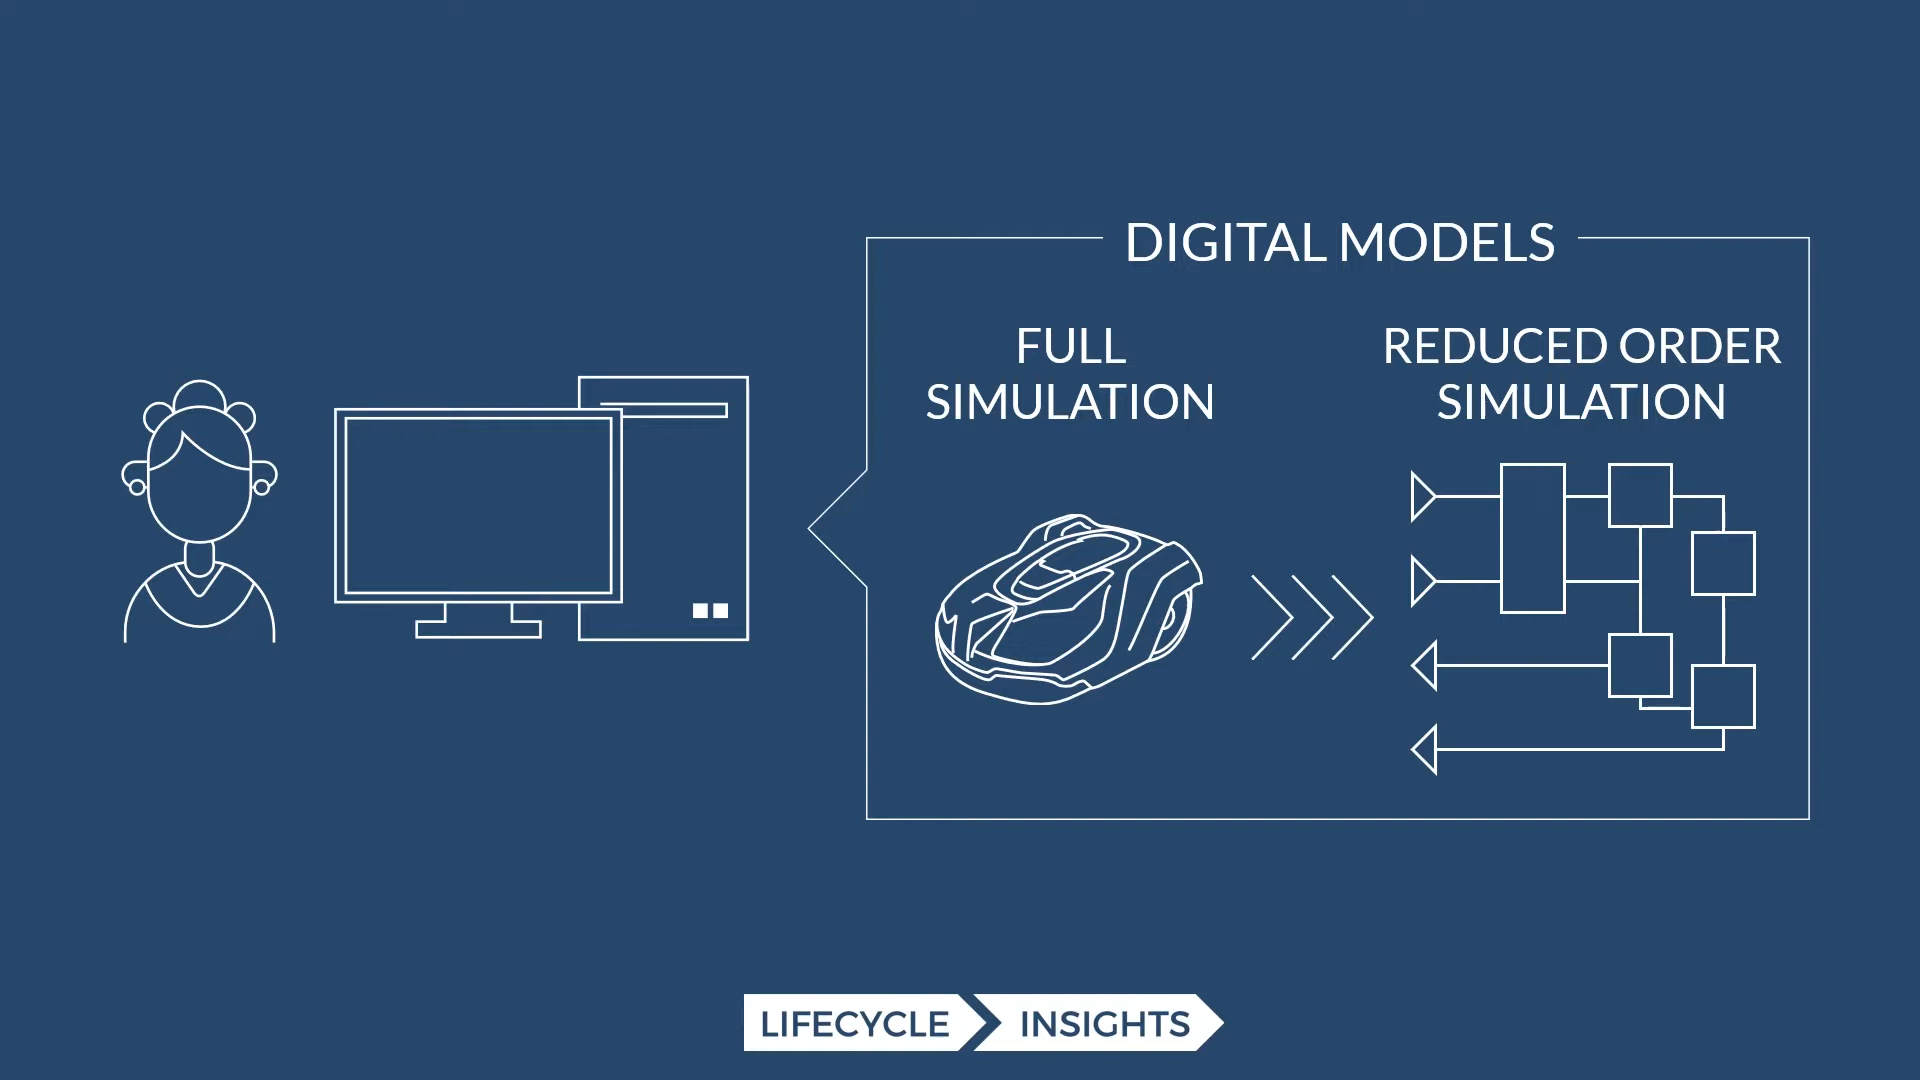 DIGITAL MODELS
FULL
SIMULATION
REDUCED ORDER
SIMULATION
LIFECYCLE INSIGHTS